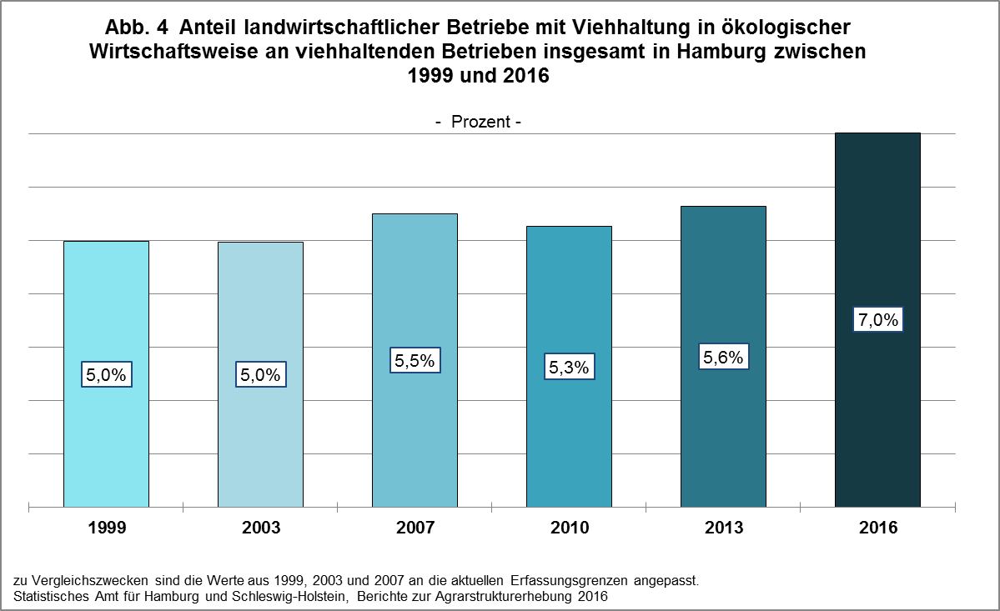 Abb. 4  Anteil landwirtschaftlicher Betriebe mit Viehhaltung in ökologischer
Wirtschaftsweise an viehhaltenden Betrieben insgesamt in Hamburg zwischen
1999 und 2016
-  Prozent -
5,0%
5,0%
5,5%
5,3%
5,6%
7,0%
1999
2003
2007
2010
2013
2016
zu Vergleichszwecken sind die Werte aus 1999, 2003 und 2007 an die aktuellen Erfassungsgrenzen angepasst.
Statistisches Amt für Hamburg und Schleswig-Holstein, Berichte zur Agrarstrukturerhebung 2016